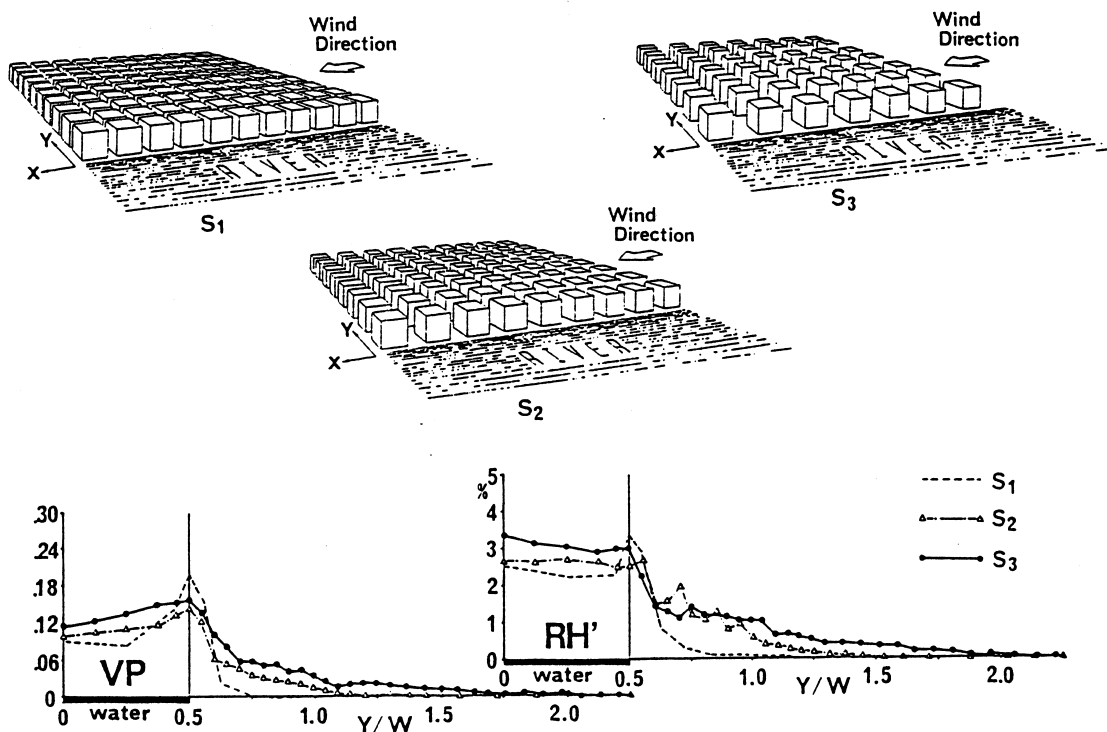 Wind
Direction
Y
X
RIVER
S1
Wind
Direction
Y
X
RIVER
S3
Wind
Direction
Y
X
RIVER
S2
.30
.24
.18
.12
.06
0
VP
water
0
0.5
1.0
1.5
2.0
Y/W
5
%
4
3
2
1
0
RH'
water
0
0.5
1.0
2.0
Y/W
S1
S2
S3